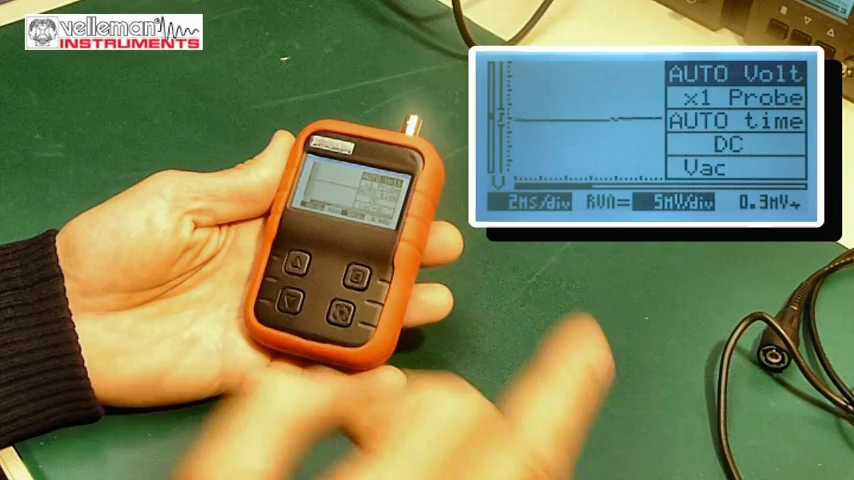 velleman
INSTRUMENTS
AUTO Volt
x1 Probe
AUTO time
DC
Vac
V
2ms/div RUN= 5mV/div 0.3mV